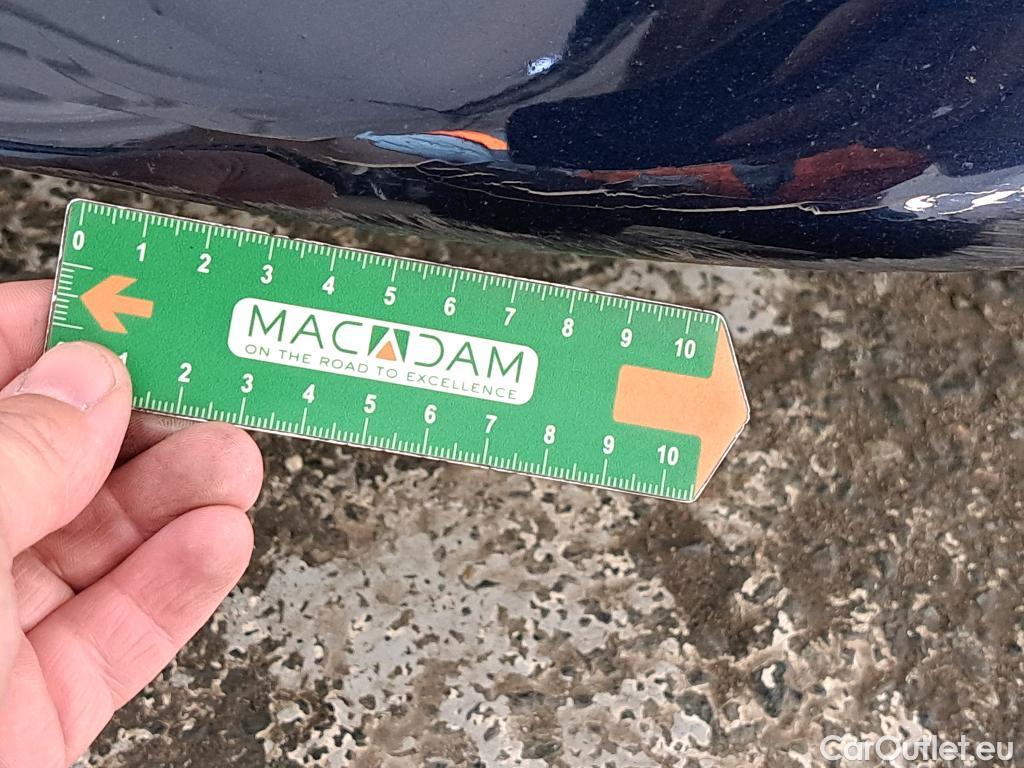 0 1 2 3 4 5 6 7 8 9 10
MACADAM
ON THE ROAD TO EXCELLENCE
1 2 3 4 5 6 7 8 9 10
CarOutlet.eu